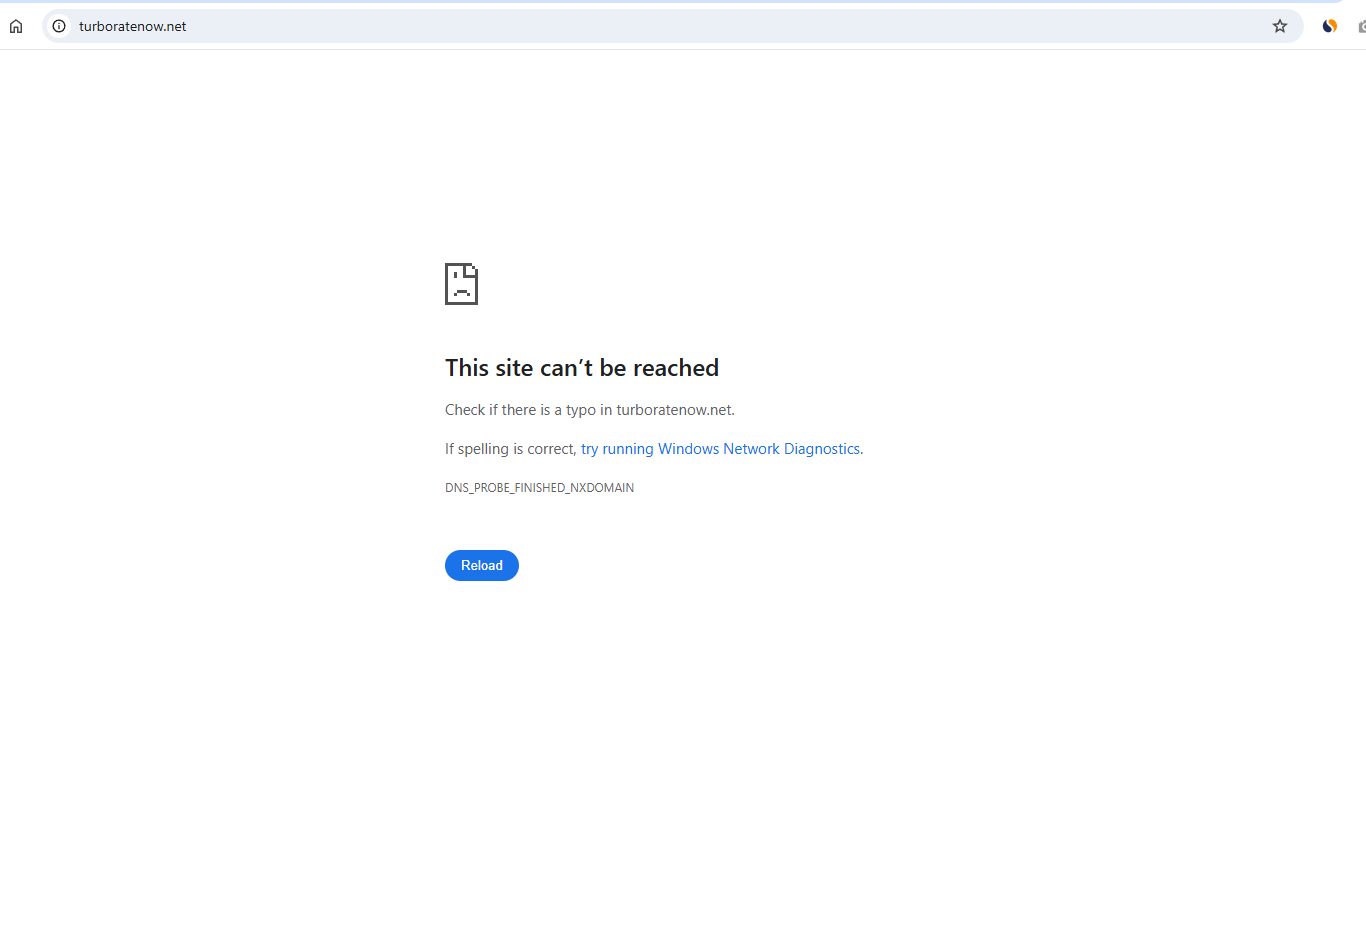 turboratenow.net
This site can’t be reached
Check if there is a typo in turboratenow.net.
If spelling is correct, try running Windows Network Diagnostics.
DNS_PROBE_FINISHED_NXDOMAIN
Reload